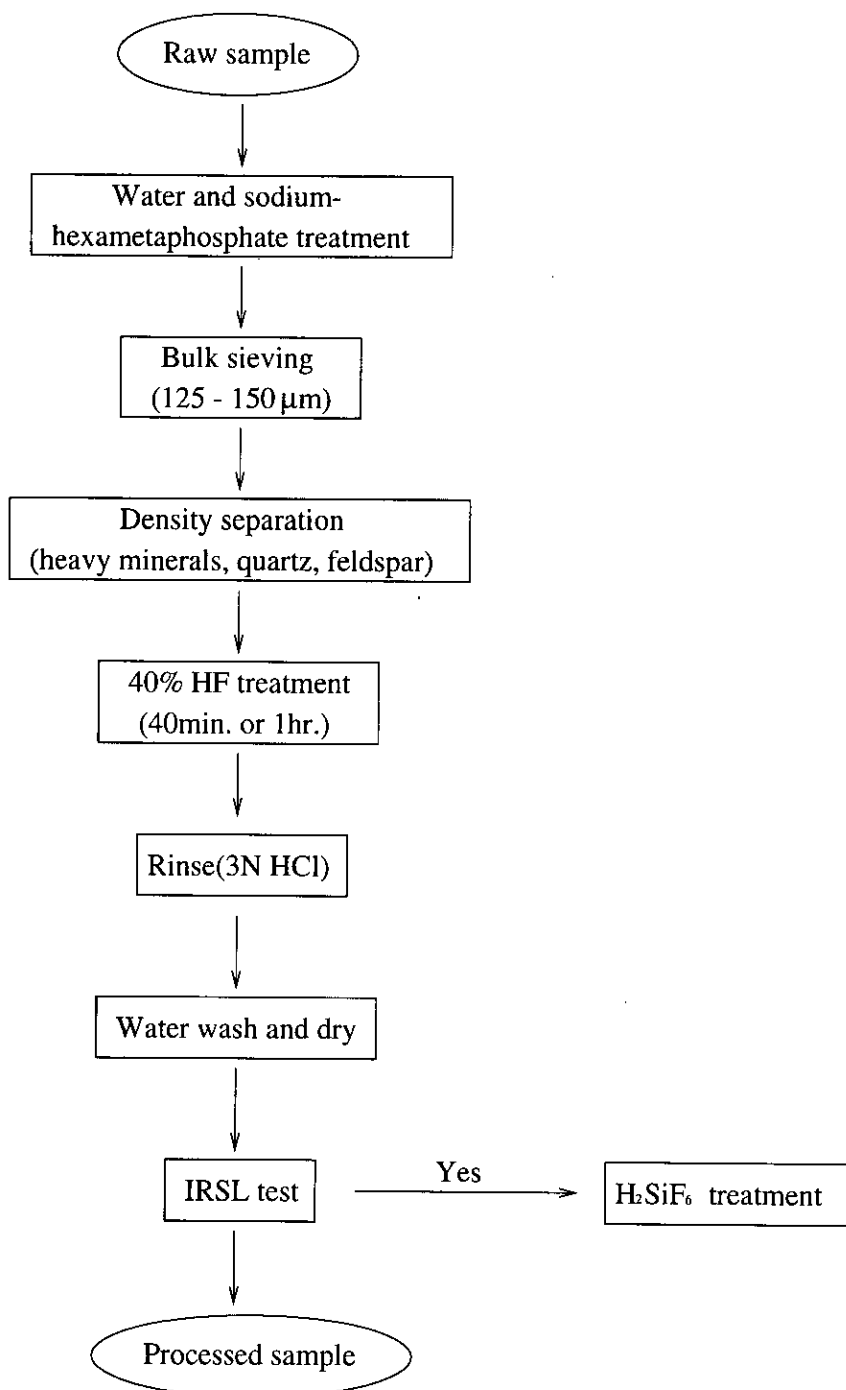 Raw sample
Water and sodium-
hexametaphosphate treatment
Bulk sieving
(125 - 150 µm)
Density separation
(heavy minerals, quartz, feldspar)
40% HF treatment
(40min. or 1hr.)
Rinse(3N HCl)
Water wash and dry
IRSL test
Yes
H₂SiF₆ treatment
Processed sample